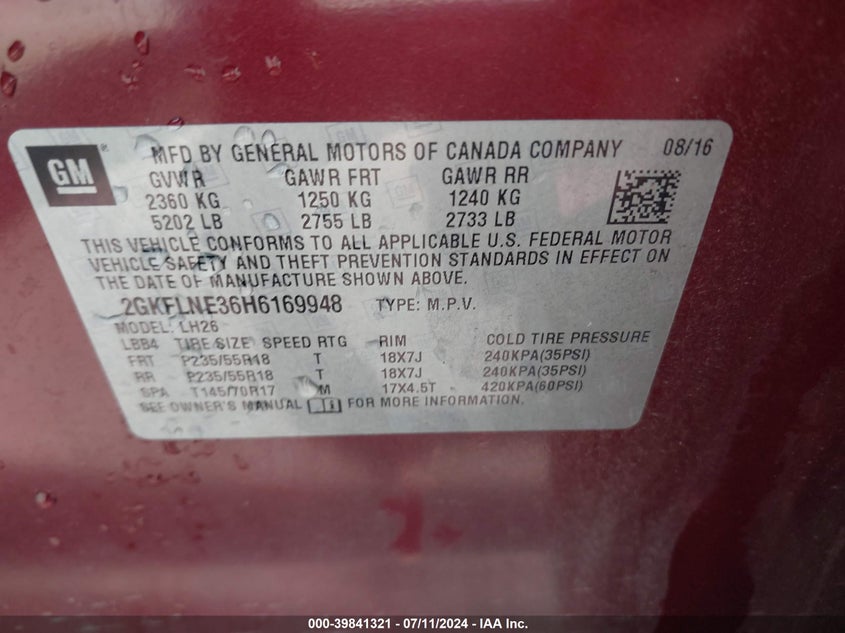 GM
MFD BY GENERAL MOTORS OF CANADA COMPANY 08/16
GVWR GAWR FRT GAWR RR
2360 KG 1250 KG 1240 KG
5202 LB 2755 LB 2733 LB
THIS VEHICLE CONFORMS TO ALL APPLICABLE U.S. FEDERAL MOTOR
VEHICLE SAFETY AND THEFT PREVENTION STANDARDS IN EFFECT ON
THE DATE OF MANUFACTURE SHOWN ABOVE.
2GKFLNE36H6169948 TYPE: M.P.V.
MODEL: LH26
LBB4 TIRE SIZE SPEED RTG RIM COLD TIRE PRESSURE
FRT P235/55R18 T 18X7J 240KPA(35PSI)
RR P235/55R18 T 18X7J 240KPA(35PSI)
SPA T145/70R17 M 17X4.5T 420KPA(60PSI)
SEE OWNER'S MANUAL FOR MORE INFORMATION.
000-39841321 - 07/11/2024 - IAA Inc.